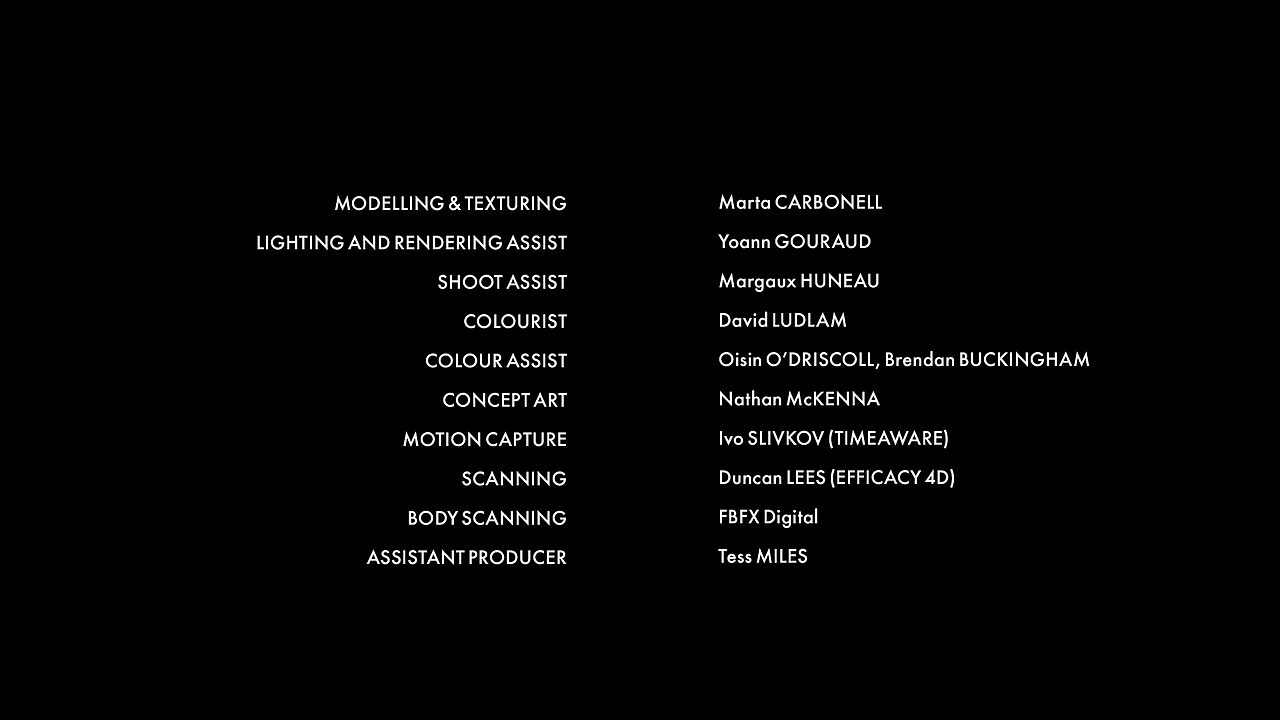 MODELLING & TEXTURING Marta CARBONELL
LIGHTING AND RENDERING ASSIST Yoann GOURAUD
SHOOT ASSIST Margaux HUNEAU
COLOURIST David LUDLAM
COLOUR ASSIST Oisin O’DRISCOLL, Brendan BUCKINGHAM
CONCEPT ART Nathan McKENNA
MOTION CAPTURE Ivo SLIVKOV (TIMEAWARE)
SCANNING Duncan LEES (EFFICACY 4D)
BODY SCANNING FBFX Digital
ASSISTANT PRODUCER Tess MILES